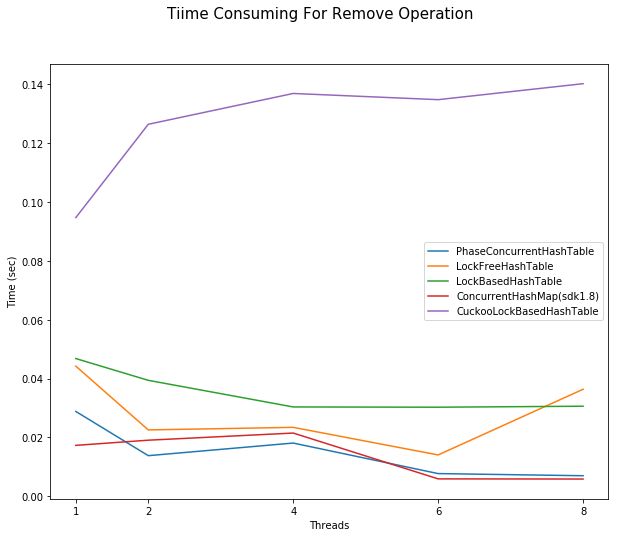 Tiime Consuming For Remove Operation
0.14
0.12
0.10
0.08
0.06
0.04
0.02
0.00
Time (sec)
PhaseConcurrentHashTable
LockFreeHashTable
LockBasedHashTable
ConcurrentHashMap(sdk1.8)
CuckooLockBasedHashTable
1 2 4 6 8
Threads